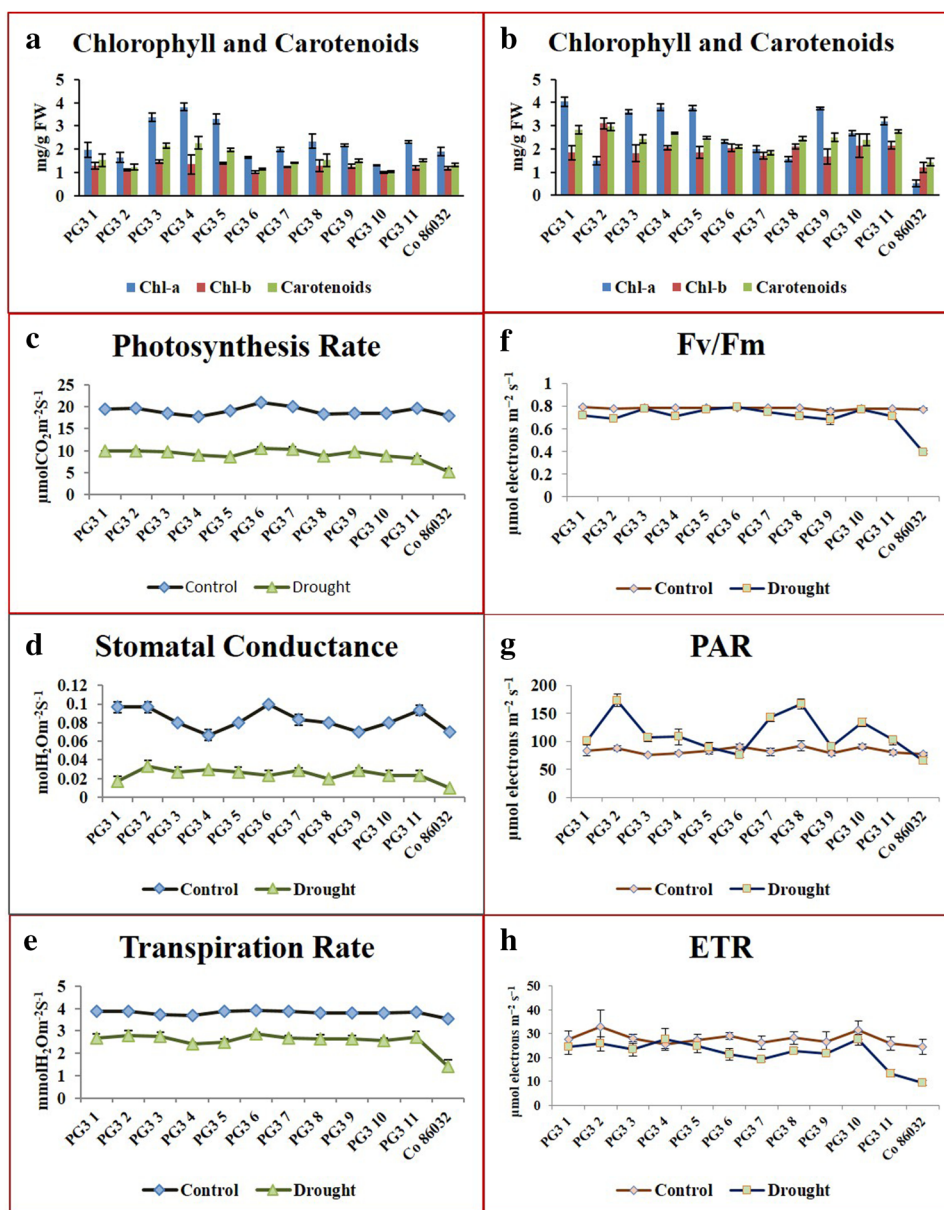 a
Chlorophyll and Carotenoids
mg/g FW
5
4
3
2
1
0
PG3 1
PG3 2
PG3 3
PG3 4
PG3 5
PG3 6
PG3 7
PG3 8
PG3 9
PG3 10
PG3 11
Co 86032
Chl-a Chl-b Carotenoids
b
Chlorophyll and Carotenoids
mg/g FW
5
4
3
2
1
0
PG3 1
PG3 2
PG3 3
PG3 4
PG3 5
PG3 6
PG3 7
PG3 8
PG3 9
PG3 10
PG3 11
Co 86032
Chl-a Chl-b Carotenoids
c
Photosynthesis Rate
µmolCO₂m⁻²S⁻¹
25
20
15
10
5
0
PG3 1
PG3 2
PG3 3
PG3 4
PG3 5
PG3 6
PG3 7
PG3 8
PG3 9
PG3 10
PG3 11
Co 86032
Control Drought
f
Fv/Fm
µmol electrons m⁻² s⁻¹
1
0.8
0.6
0.4
0.2
0
PG3 1
PG3 2
PG3 3
PG3 4
PG3 5
PG3 6
PG3 7
PG3 8
PG3 9
PG3 10
PG3 11
Co 86032
Control Drought
d
Stomatal Conductance
molH₂Om⁻²S⁻¹
0.12
0.1
0.08
0.06
0.04
0.02
0
PG3 1
PG3 2
PG3 3
PG3 4
PG3 5
PG3 6
PG3 7
PG3 8
PG3 9
PG3 10
PG3 11
Co 86032
Control Drought
g
PAR
µmol electrons m⁻² s⁻¹
200
150
100
50
0
PG3 1
PG3 2
PG3 3
PG3 4
PG3 5
PG3 6
PG3 7
PG3 8
PG3 9
PG3 10
PG3 11
Co 86032
Control Drought
e
Transpiration Rate
mmolH₂Om⁻²S⁻¹
5
4
3
2
1
0
PG3 1
PG3 2
PG3 3
PG3 4
PG3 5
PG3 6
PG3 7
PG3 8
PG3 9
PG3 10
PG3 11
Co 86032
Control Drought
h
ETR
µmol electrons m⁻² s⁻¹
50
40
30
20
10
0
PG3 1
PG3 2
PG3 3
PG3 4
PG3 5
PG3 6
PG3 7
PG3 8
PG3 9
PG3 10
PG3 11
Co 86032
Control Drought